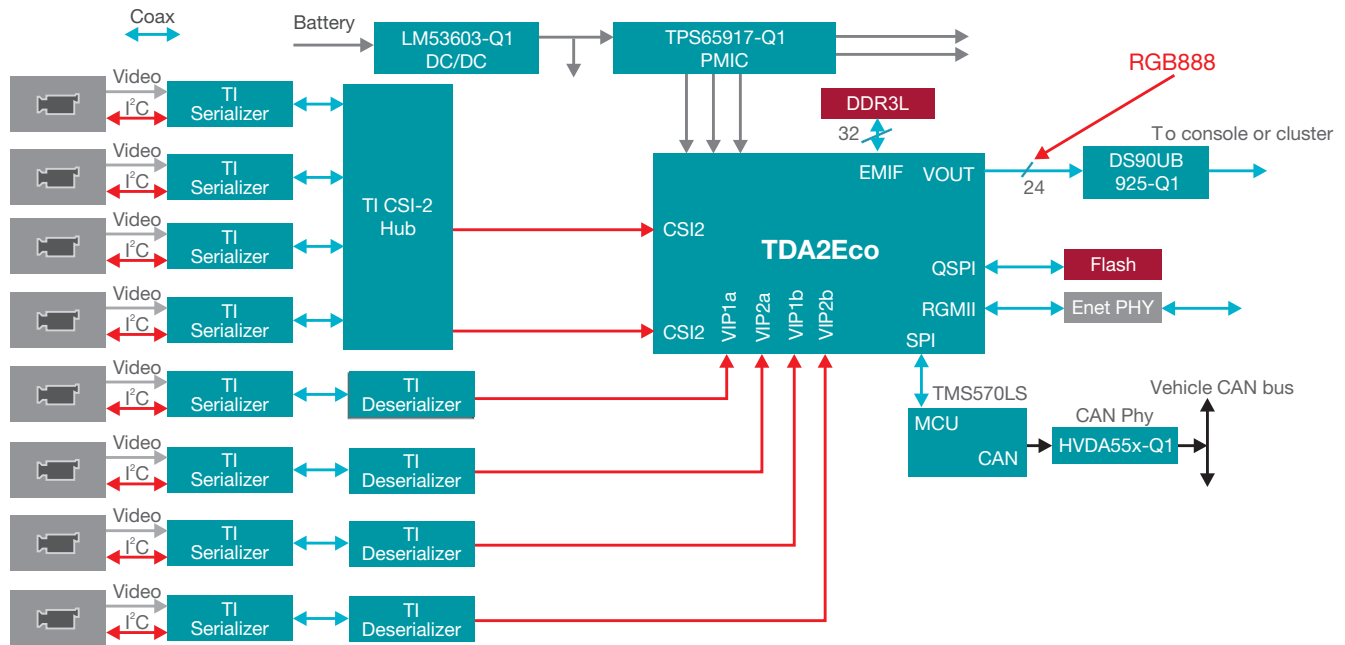 Coax
Battery
LM53603-Q1
DC/DC
TPS65917-Q1
PMIC
RGB888
DDR3L
32
To console or cluster
Video
I²C
TI
Serializer
Video
I²C
TI
Serializer
Video
I²C
TI
Serializer
Video
I²C
TI
Serializer
TI CSI-2
Hub
EMIF
VOUT
24
DS90UB
925-Q1
CSI2
TDA2Eco
QSPI
Flash
RGMII
Enet PHY
CSI2
VIP1a
VIP2a
VIP1b
VIP2b
SPI
Video
I²C
TI
Serializer
TI
Deserializer
TMS570LS
MCU
CAN
CAN Phy
HVDA55x-Q1
Vehicle CAN bus
Video
I²C
TI
Serializer
TI
Deserializer
Video
I²C
TI
Serializer
TI
Deserializer
Video
I²C
TI
Serializer
TI
Deserializer